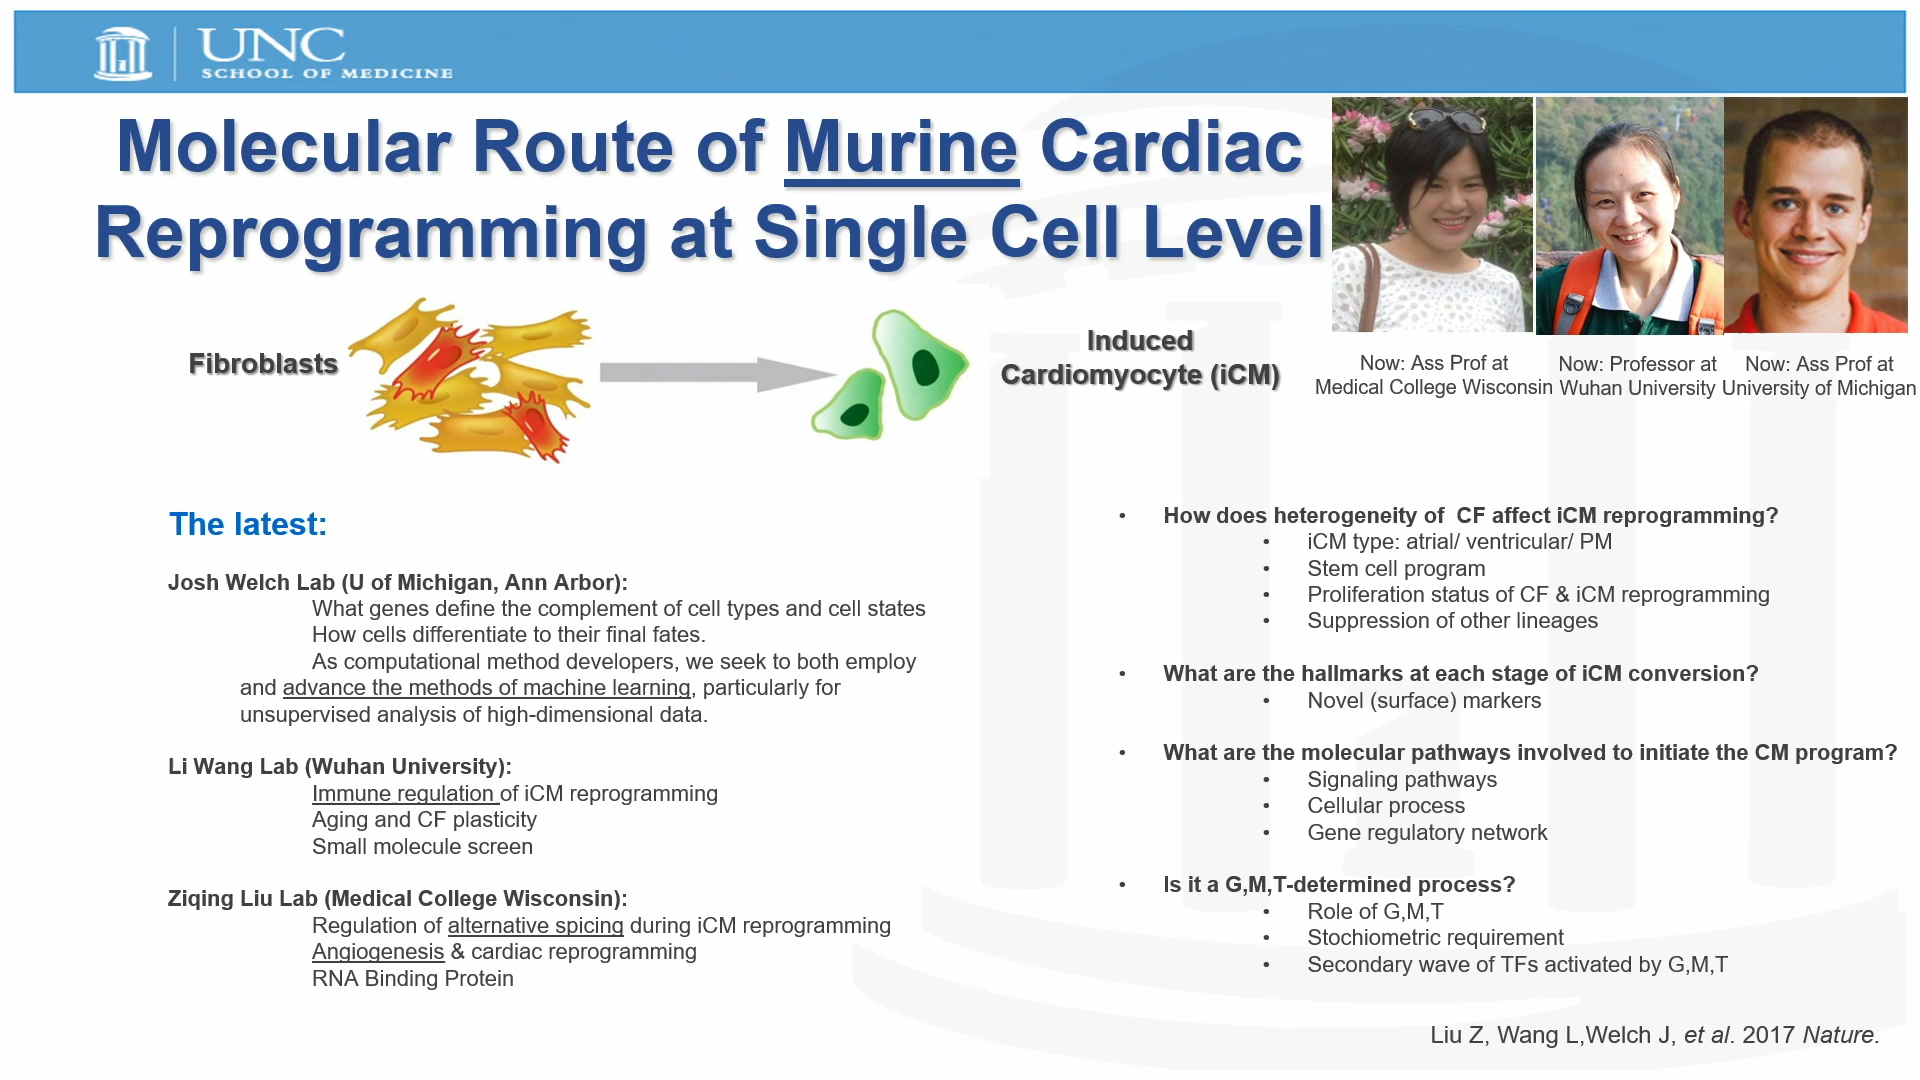 UNC
SCHOOL OF MEDICINE
Molecular Route of Murine Cardiac
Reprogramming at Single Cell Level
Fibroblasts
Induced
Cardiomyocyte (iCM)
Now: Ass Prof at
Medical College Wisconsin
Now: Professor at
Wuhan University
Now: Ass Prof at
University of Michigan
The latest:
Josh Welch Lab (U of Michigan, Ann Arbor):
What genes define the complement of cell types and cell states
How cells differentiate to their final fates.
As computational method developers, we seek to both employ
and advance the methods of machine learning, particularly for
unsupervised analysis of high-dimensional data.
Li Wang Lab (Wuhan University):
Immune regulation of iCM reprogramming
Aging and CF plasticity
Small molecule screen
Ziqing Liu Lab (Medical College Wisconsin):
Regulation of alternative spicing during iCM reprogramming
Angiogenesis & cardiac reprogramming
RNA Binding Protein
• How does heterogeneity of CF affect iCM reprogramming?
• iCM type: atrial/ ventricular/ PM
• Stem cell program
• Proliferation status of CF & iCM reprogramming
• Suppression of other lineages
• What are the hallmarks at each stage of iCM conversion?
• Novel (surface) markers
• What are the molecular pathways involved to initiate the CM program?
• Signaling pathways
• Cellular process
• Gene regulatory network
• Is it a G,M,T-determined process?
• Role of G,M,T
• Stochiometric requirement
• Secondary wave of TFs activated by G,M,T
Liu Z, Wang L,Welch J, et al. 2017 Nature.